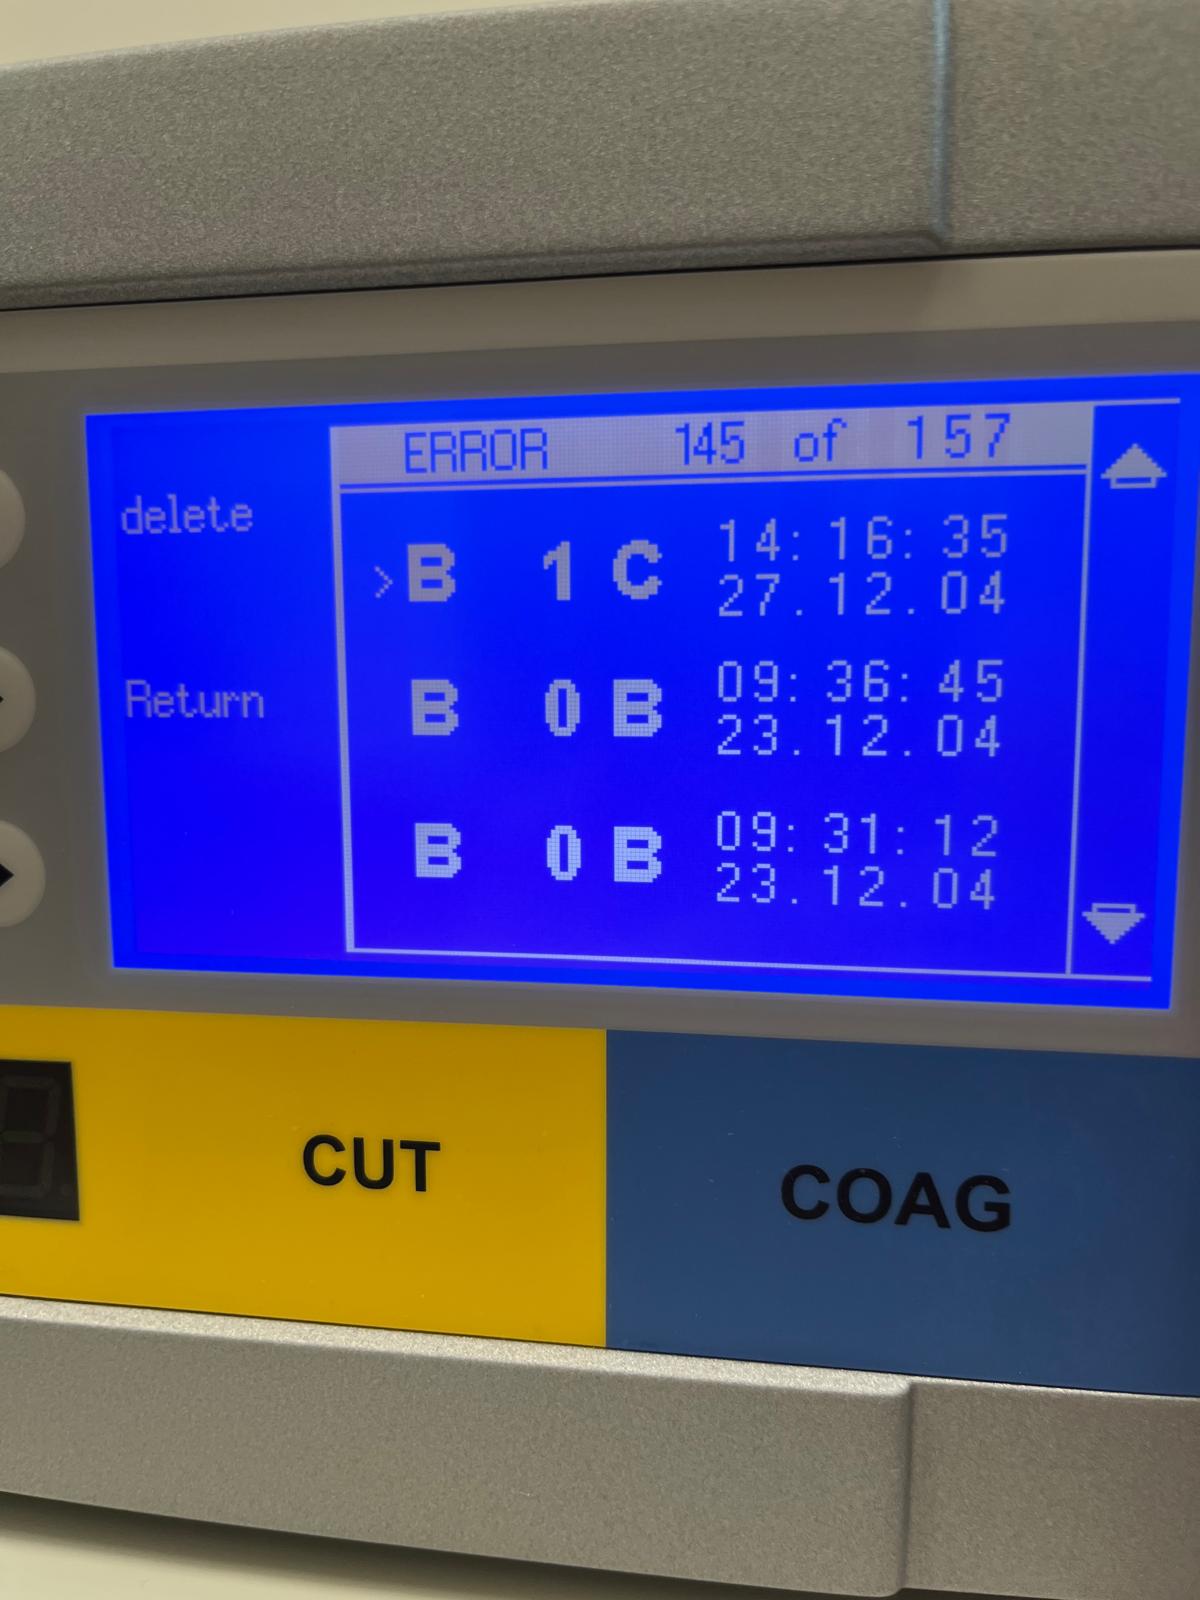 ERROR 145 of 157
delete
>B 1C 14:16:35
27.12.04
Return
B 0B 09:36:45
23.12.04
B 0B 09:31:12
23.12.04
CUT
COAG